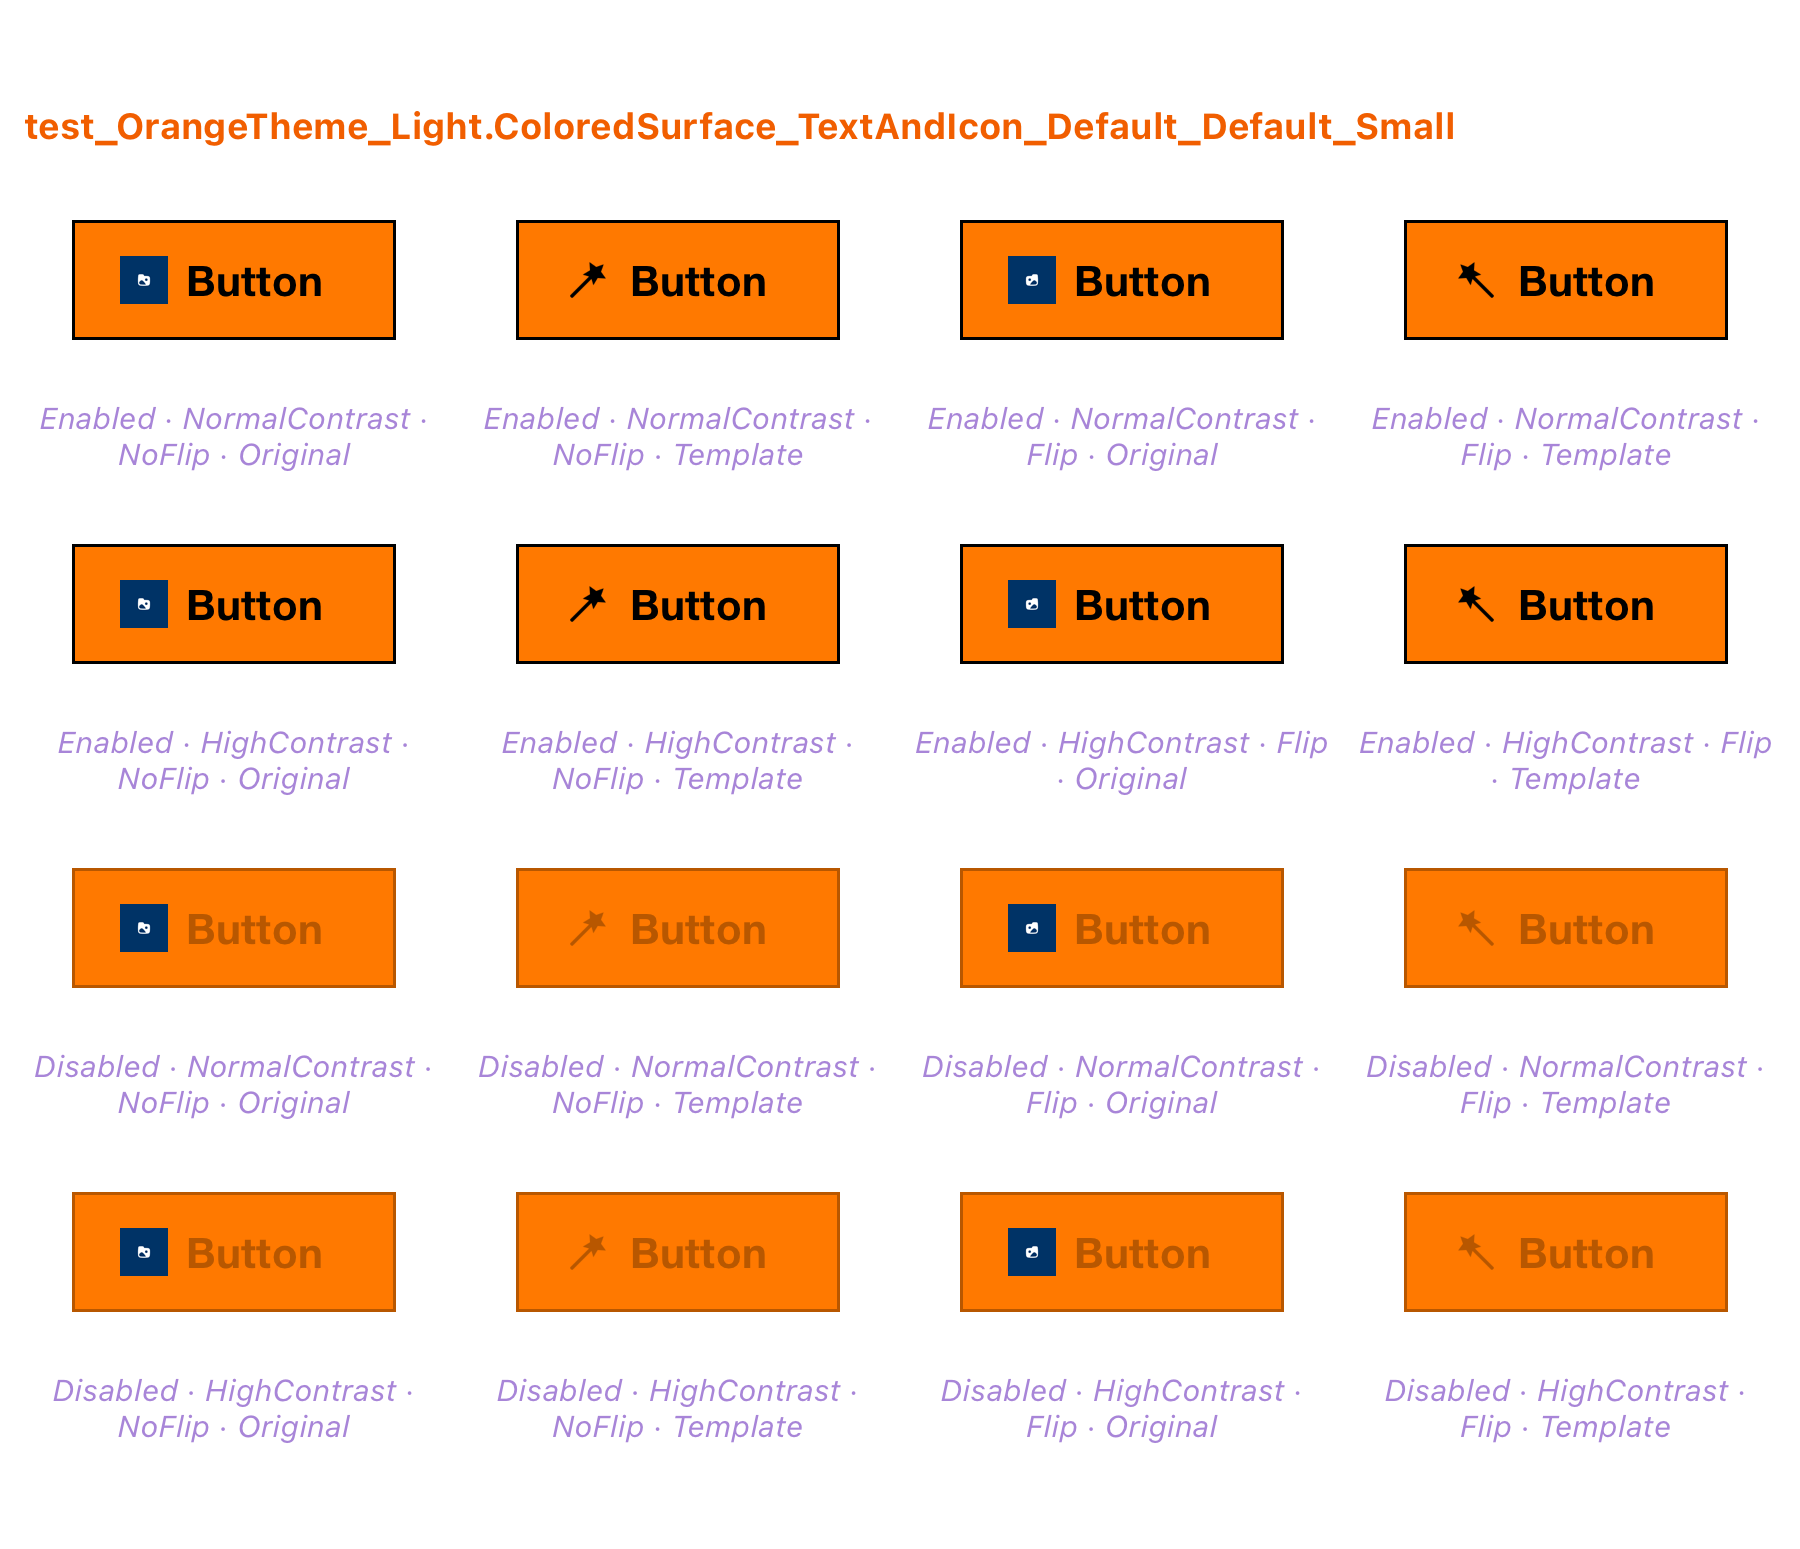 test_OrangeTheme_Light.ColoredSurface_TextAndIcon_Default_Default_Small
Button
Button
Button
Button
Enabled · NormalContrast ·
NoFlip · Original
Enabled · NormalContrast ·
NoFlip · Template
Enabled · NormalContrast ·
Flip · Original
Enabled · NormalContrast ·
Flip · Template
Button
Button
Button
Button
Enabled · HighContrast ·
NoFlip · Original
Enabled · HighContrast ·
NoFlip · Template
Enabled · HighContrast · Flip
· Original
Enabled · HighContrast · Flip
· Template
Button
Button
Button
Button
Disabled · NormalContrast ·
NoFlip · Original
Disabled · NormalContrast ·
NoFlip · Template
Disabled · NormalContrast ·
Flip · Original
Disabled · NormalContrast ·
Flip · Template
Button
Button
Button
Button
Disabled · HighContrast ·
NoFlip · Original
Disabled · HighContrast ·
NoFlip · Template
Disabled · HighContrast ·
Flip · Original
Disabled · HighContrast ·
Flip · Template